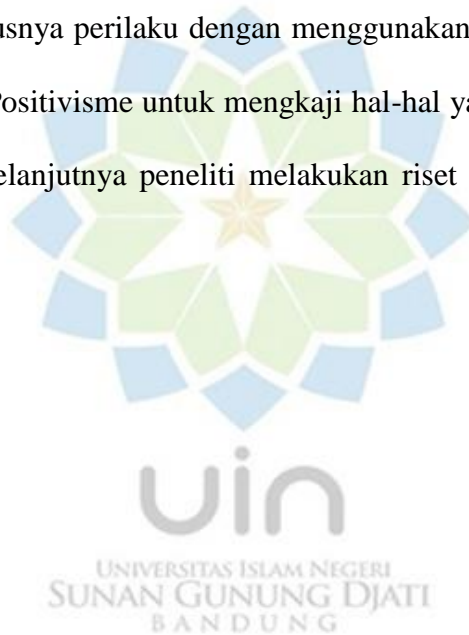 usnya perilaku dengan menggunakan
Positivisme untuk mengkaji hal-hal ya
elanjutnya peneliti melakukan riset
uin
UNIVERSITAS ISLAM NEGERI
SUNAN GUNUNG DJATI
BANDUNG